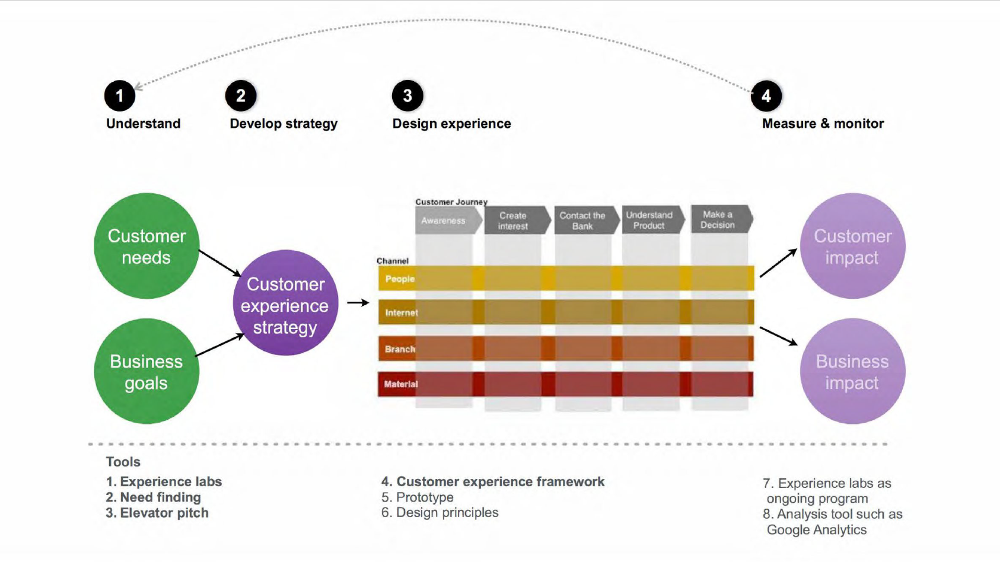 1
2
3
4
Understand
Develop strategy
Design experience
Measure & monitor
Customer
needs
Business
goals
Customer
experience
strategy
Customer Journey
Awareness
Create
interest
Contact the
Bank
Understand
Product
Make a
Decision
Channel
People
Internet
Branch
Material
Customer
impact
Business
impact
Tools
1. Experience labs
2. Need finding
3. Elevator pitch
4. Customer experience framework
5. Prototype
6. Design principles
7. Experience labs as
ongoing program
8. Analysis tool such as
Google Analytics